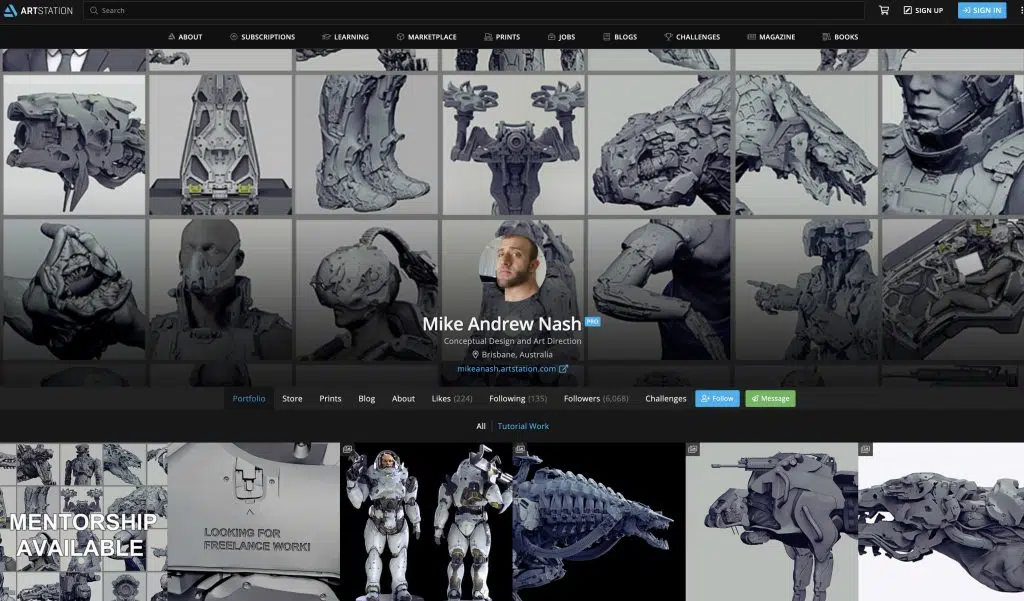 ARTSTATION
Search
SIGN UP
SIGN IN
ABOUT
SUBSCRIPTIONS
LEARNING
MARKETPLACE
PRINTS
JOBS
BLOGS
CHALLENGES
MAGAZINE
BOOKS
Mike Andrew Nash PRO
Conceptual Design and Art Direction
Brisbane, Australia
mikeanash.artstation.com
Portfolio
Store
Prints
Blog
About
Likes (224)
Following (135)
Followers (6,068)
Challenges
Follow
Message
All
Tutorial Work
MENTORSHIP
AVAILABLE
LOOKING FOR
FREELANCE WORK!